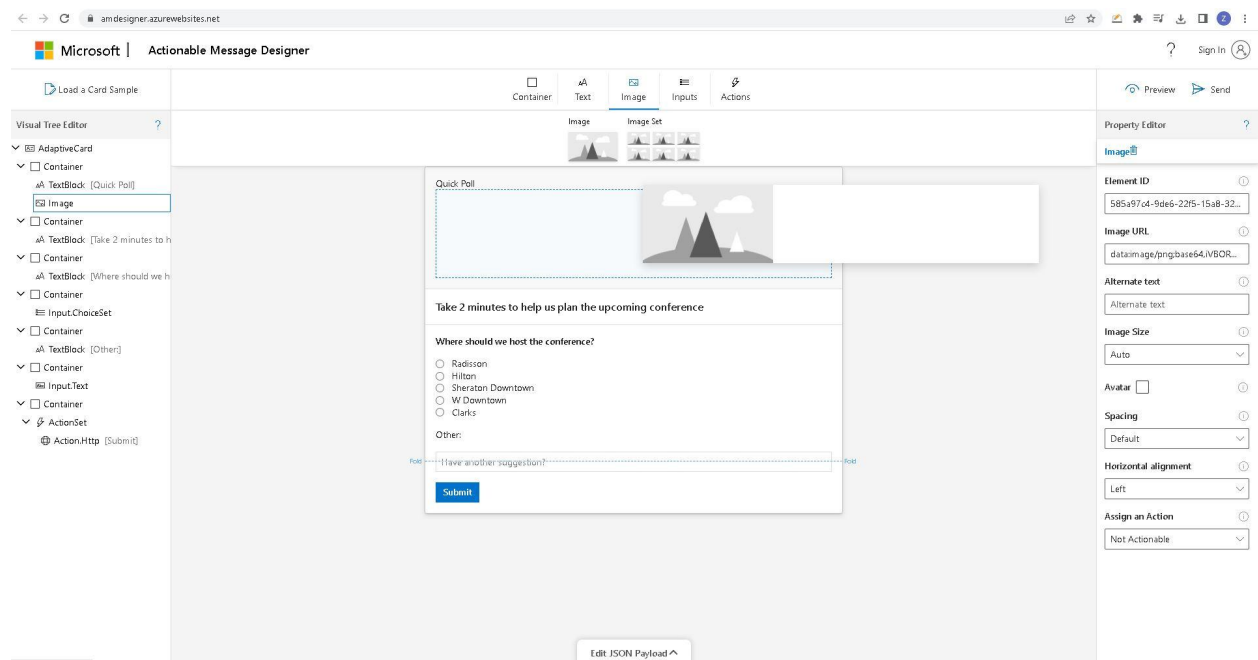 amdesigner.azurewebsites.net
Z
Microsoft | Actionable Message Designer
? Sign In
Load a Card Sample
Container Text Image Inputs Actions
Preview Send
Visual Tree Editor ?
Image Image Set
Property Editor ?
AdaptiveCard
Container
TextBlock [Quick Poll]
Image
Container
TextBlock [Take 2 minutes to h
Container
TextBlock [Where should we h
Container
Input.ChoiceSet
Container
TextBlock [Other:]
Container
Input.Text
Container
ActionSet
Action.Http [Submit]
Quick Poll
Take 2 minutes to help us plan the upcoming conference
Where should we host the conference?
Radisson
Hilton
Sheraton Downtown
W Downtown
Clarks
Other:
Fold Have another suggestion? Fold
Submit
Edit JSON Payload
Image
Element ID
585a97c4-9de6-22f5-15a8-32...
Image URL
data:image/png;base64,iVBOR...
Alternate text
Alternate text
Image Size
Auto
Avatar
Spacing
Default
Horizontal alignment
Left
Assign an Action
Not Actionable